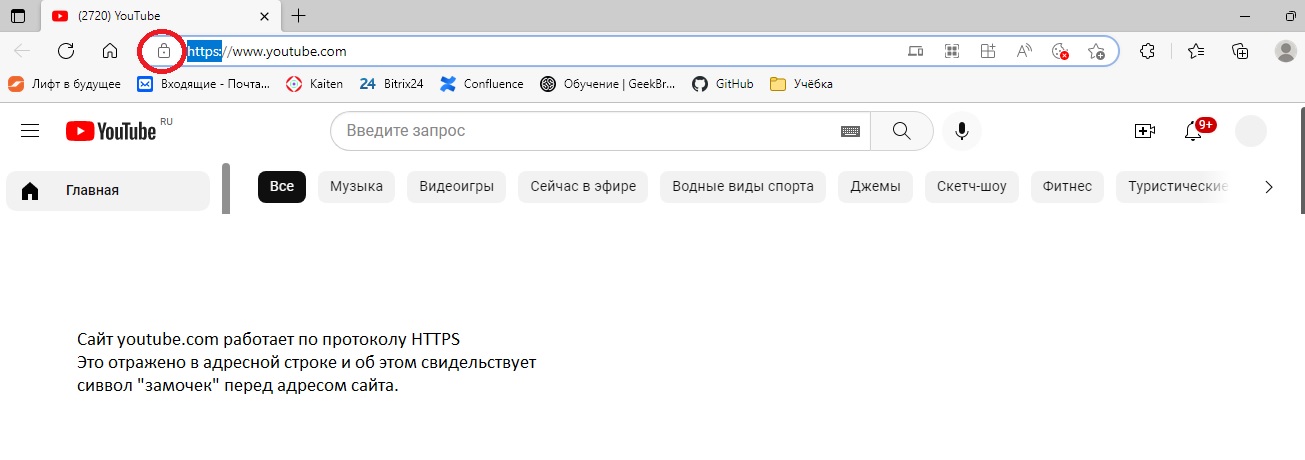 (2720) YouTube
https://www.youtube.com
Лифт в будущее Входящие - Почта... Kaiten 24 Bitrix24 Confluence Обучение | GeekBr... GitHub Учёбка
YouTube RU Введите запрос 9+
Главная Все Музыка Видеоигры Сейчас в эфире Водные виды спорта Джемы Скетч-шоу Фитнес Туристические
Сайт youtube.com работает по протоколу HTTPS
Это отражено в адресной строке и об этом свидельствует
сиввол "замочек" перед адресом сайта.